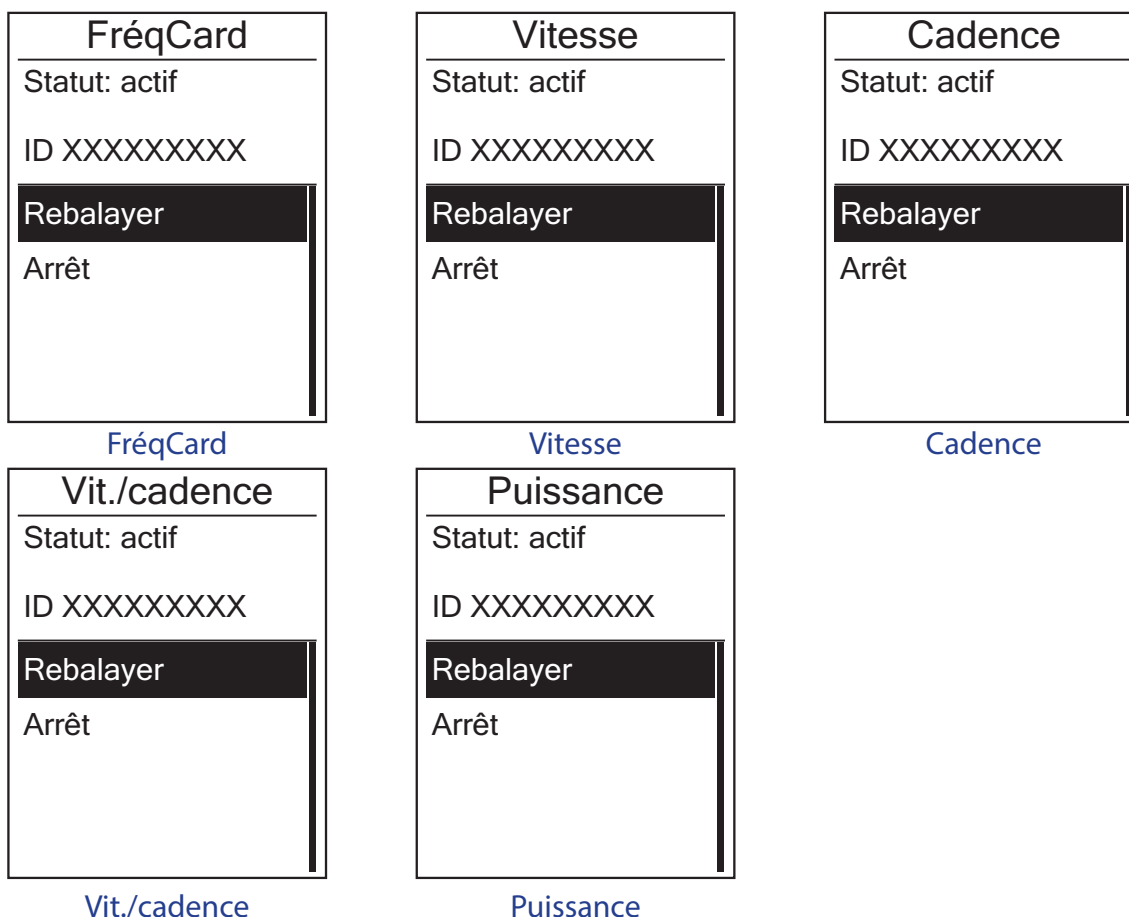 FréqCard
Statut: actif
ID XXXXXXXXX
Rebalayer
Arrêt
FréqCard
Vitesse
Statut: actif
ID XXXXXXXXX
Rebalayer
Arrêt
Vitesse
Cadence
Statut: actif
ID XXXXXXXXX
Rebalayer
Arrêt
Cadence
Vit./cadence
Statut: actif
ID XXXXXXXXX
Rebalayer
Arrêt
Vit./cadence
Puissance
Statut: actif
ID XXXXXXXXX
Rebalayer
Arrêt
Puissance